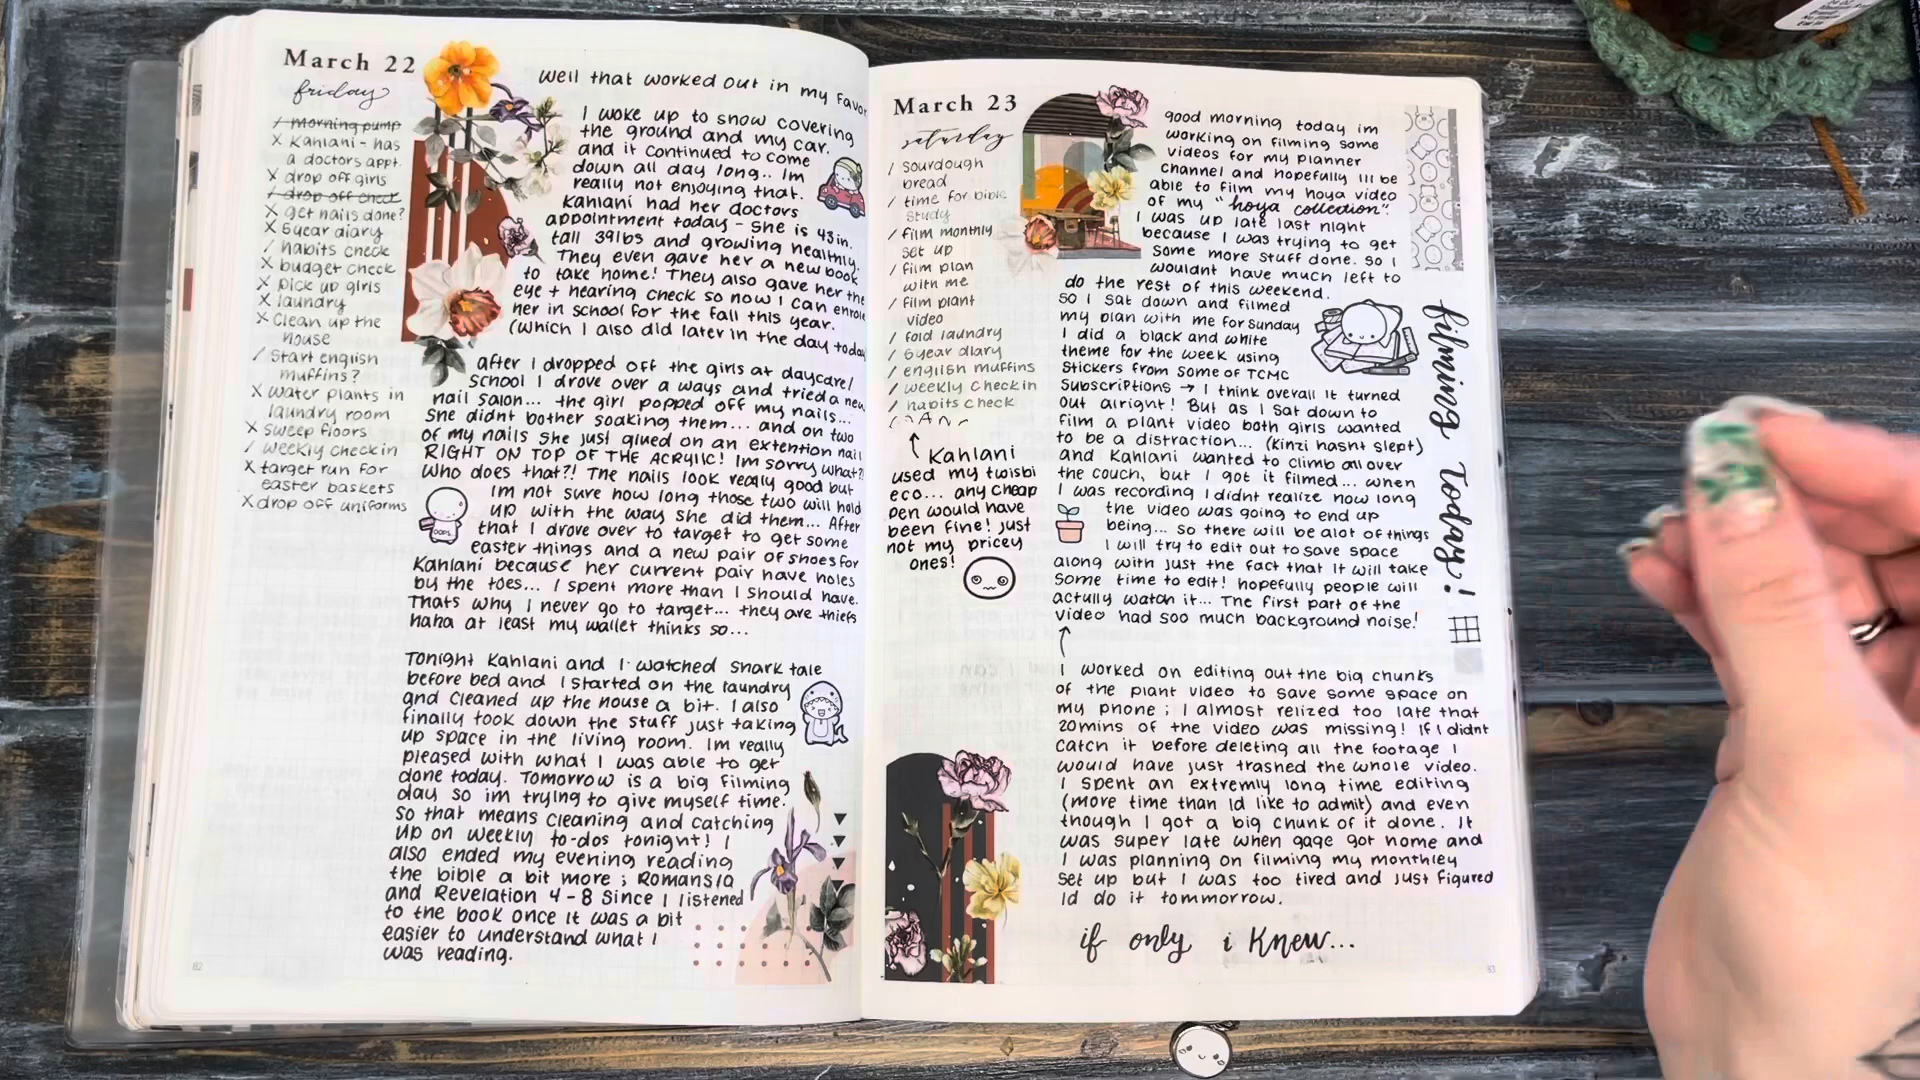 March 22
friday
/ Morning pump
X Kahlani - has
a doctors appt.
X drop off girls
/ drop off check
X get nails done?
X 5year diary
/ habits check
X budget check
X pick up girls
X laundry
X Clean up the
house
/ Start english
muffins?
X Water plants in
laundry room
X Sweep floors
/ weekly checkin
X target run for
easter baskets
X drop off uniforms
well that worked out in my favor
I woke up to snow covering
the ground and my car.
and it continued to come
down all day long.. Im
really not enjoying that.
Kahlani had her doctors
appointment today - She is 43in.
tall 39lbs and growing healthily.
They even gave her a new book
to take home! They also gave her the
eye + hearing check so now I can enroll
her in school for the fall this year.
(which I also did later in the day today
after I dropped off the girls at daycare/
school I drove over a ways and tried a new
nail salon... the girl popped off my nails...
She didnt bother soaking them... and on two
of my nails she just glued on an extention nail
RIGHT ON TOP OF THE ACRYLIC! Im sorry what?!
who does that?! The nails look really good but
Im not sure how long those two will hold
up with the way she did them... After
that I drove over to target to get some
easter things and a new pair of shoes for
Kahlani because her current pair have holes
by the toes... I spent more than I should have.
Thats why I never go to target... they are thiefs
haha at least my wallet thinks so...
OOPS
Tonight Kahlani and I watched shark tale
before bed and I started on the laundry
and cleaned up the house a bit. I also
finally took down the stuff just taking
up space in the living room. Im really
pleased with what I was able to get
done today. Tomorrow is a big filming
day so im trying to give myself time.
So that means cleaning and catching
up on weekly to-dos tonight! I
also ended my evening reading
the bible a bit more ;
and Revelation 4-8 Since I listened
to the book once it was a bit
easier to understand what I
was reading.
82
March 23
saturday
/ Sourdough
bread
/ time for bible
study
/ film monthly
set up
/ film plan
with me
/ film plant
video
/ fold laundry
/ 5year diary
/ english muffins
/ weekly checkin
/ habits check
↑ Kahlani
used my twisbi
eco... any cheap
pen would have
been fine! just
not my pricey
ones!
good morning today im
working on filming some
videos for my planner
channel and hopefully Ill be
able to film my hoya video
of my "hoya collection".
I was up late last night
because I was trying to get
some more stuff done. So I
wouldnt have much left to
do the rest of this weekend.
So I sat down and filmed
my plan with me for Sunday
I did a black and white
theme for the week using
Stickers from some of TCMC
Subscriptions → I think overall it turned
out alright! But as I sat down to
film a plant video both girls wanted
to be a distraction... (kinzi hasnt slept)
and Kahlani wanted to climb all over
the couch, but I got it filmed... when
I was recording I didnt realize how long
the video was going to end up
being... so there will be alot of things
I will try to edit out to save space
along with just the fact that it will take
some time to edit! hopefully people will
actully watch it... The first part of the
video had soo much background noise!
↑
filming Today!
I worked on editing out the big chunks
of the plant video to save some space on
my phone ; I almost relized too late that
20mins of the video was missing! If I didnt
catch it before deleting all the footage I
would have just trashed the whole video.
I spent an extremly long time editing
(more time than Id like to admit) and even
though I got a big chunk of it done. It
was super late when gage got home and
I was planning on filming my monthley
set up but I was too tired and just figured
Id do it tommorrow.
if only i Knew...
83